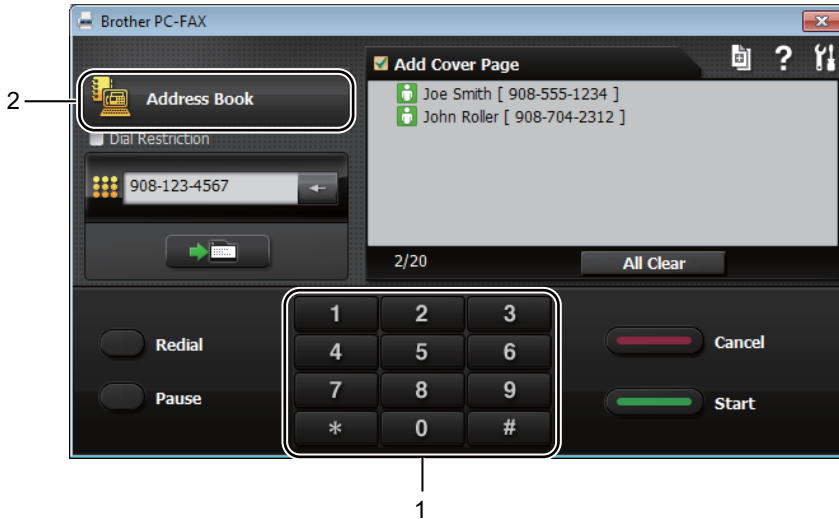 Brother PC-FAX
2
Address Book
Dial Restriction
908-123-4567
Add Cover Page
?
Joe Smith [ 908-555-1234 ]
John Roller [ 908-704-2312 ]
2/20
All Clear
Redial
Pause
1 2 3
4 5 6
7 8 9
* 0 #
Cancel
Start
1